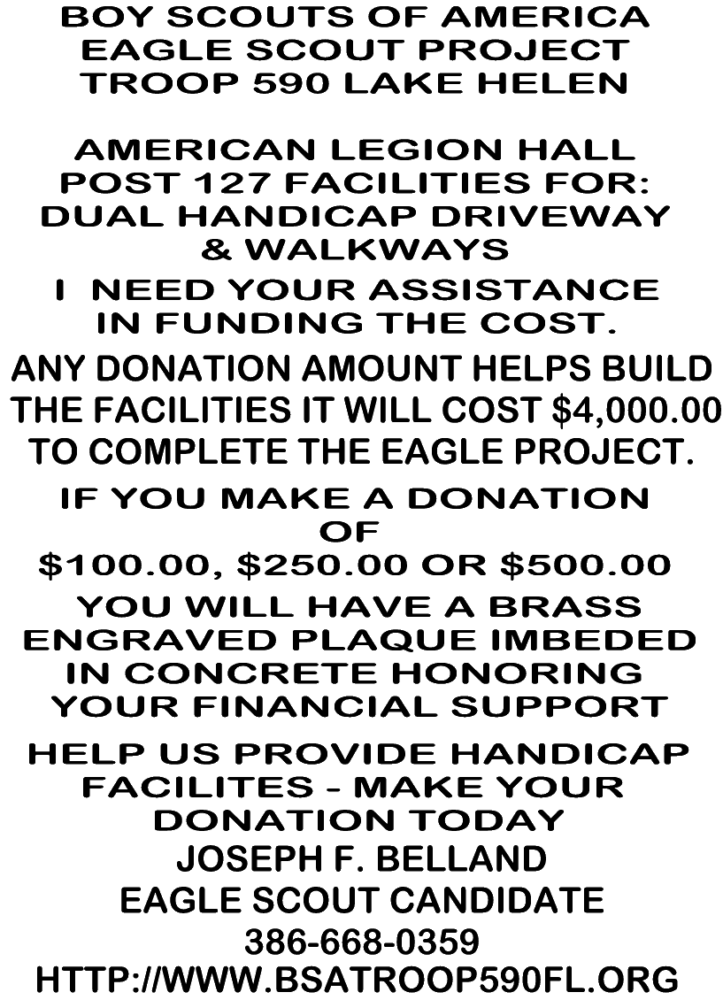 BOY SCOUTS OF AMERICA
EAGLE SCOUT PROJECT
TROOP 590 LAKE HELEN
AMERICAN LEGION HALL
POST 127 FACILITIES FOR:
DUAL HANDICAP DRIVEWAY
& WALKWAYS
I NEED YOUR ASSISTANCE
IN FUNDING THE COST.
ANY DONATION AMOUNT HELPS BUILD
THE FACILITIES IT WILL COST $4,000.00
TO COMPLETE THE EAGLE PROJECT.
IF YOU MAKE A DONATION
OF
$100.00, $250.00 OR $500.00
YOU WILL HAVE A BRASS
ENGRAVED PLAQUE IMBEDED
IN CONCRETE HONORING
YOUR FINANCIAL SUPPORT
HELP US PROVIDE HANDICAP
FACILITES - MAKE YOUR
DONATION TODAY
JOSEPH F. BELLAND
EAGLE SCOUT CANDIDATE
386-668-0359
HTTP://WWW.BSATROOP590FL.ORG